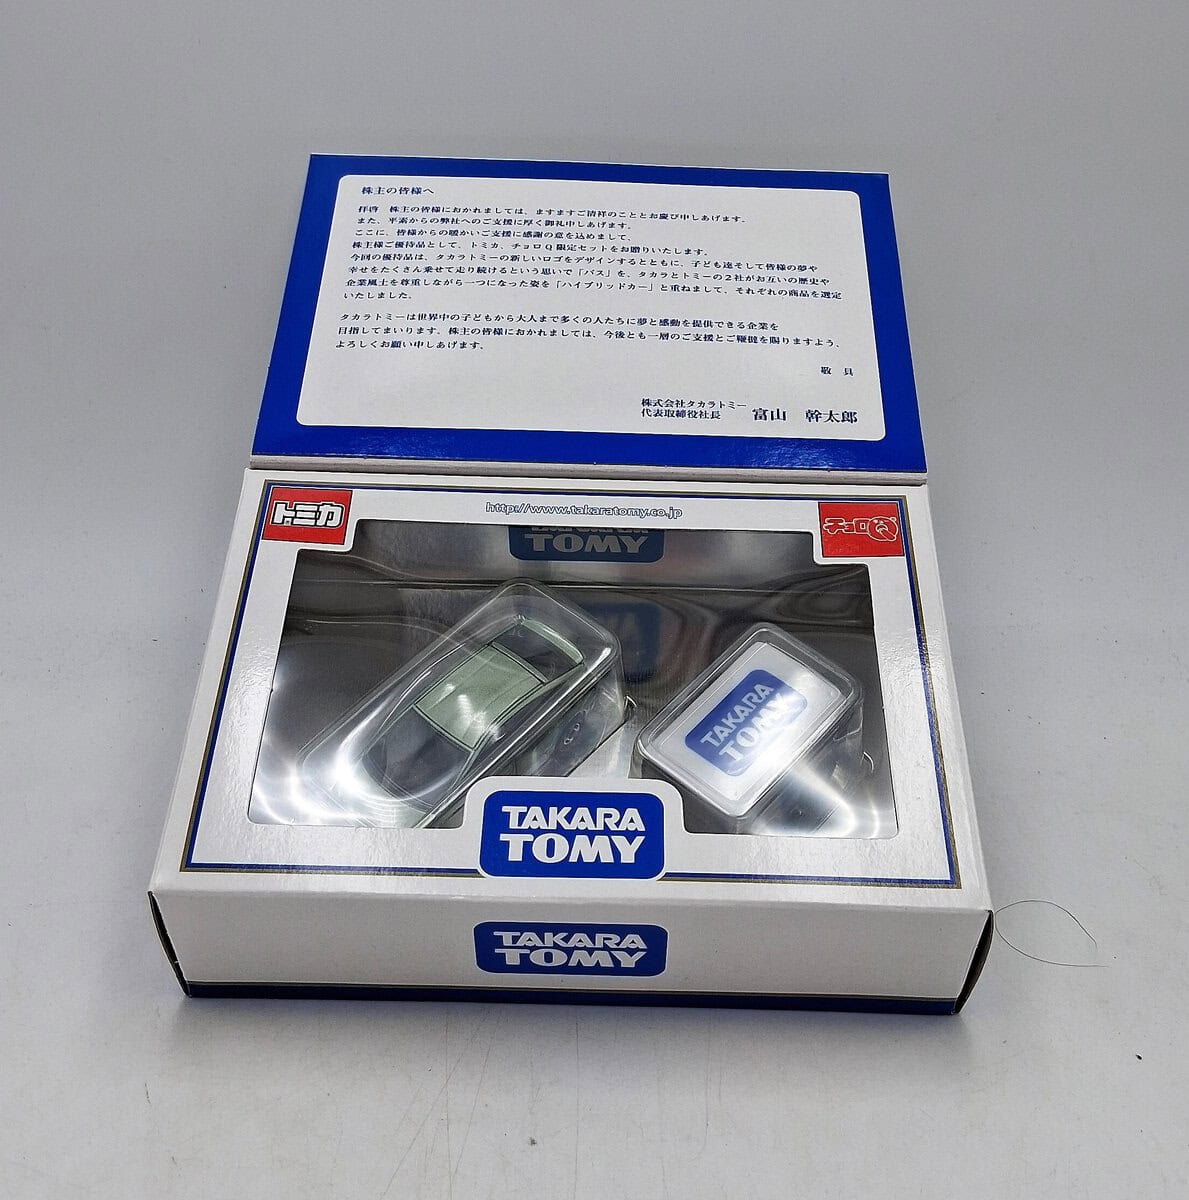 株主の皆様へ
拝啓 株主の皆様におかれましては、ますますご清祥のこととお慶び申しあげます。
また、平素からの弊社へのご支援に厚く御礼申しあげます。
ここに、皆様からの暖かいご支援に感謝の意を込めまして、
株主様ご優待品として、トミカ、チョロQ限定セットをお贈りいたします。
今回の優待品は、タカラトミーの新しいロゴをデザインするとともに、子ども達そして皆様の夢や
幸せをたくさん乗せて走り続けるという思いで「バス」を、タカラとトミーの2社がお互いの歴史や
企業風土を尊重しながら一つになった姿を「ハイブリッドカー」と重ねまして、それぞれの商品を選定
いたしました。
タカラトミーは世界中の子どもから大人まで多くの人たちに夢と感動を提供できる企業を
目指してまいります。株主の皆様におかれましては、今後とも一層のご支援とご鞭撻を賜りますよう、
よろしくお願い申しあげます。
敬 具
株式会社タカラトミー
代表取締役社長 富山 幹太郎
トミカ
http://www.takaratomy.co.jp
チョロQ
TOMY
TAKARA
TOMY
TAKARA
TOMY
TAKARA
TOMY